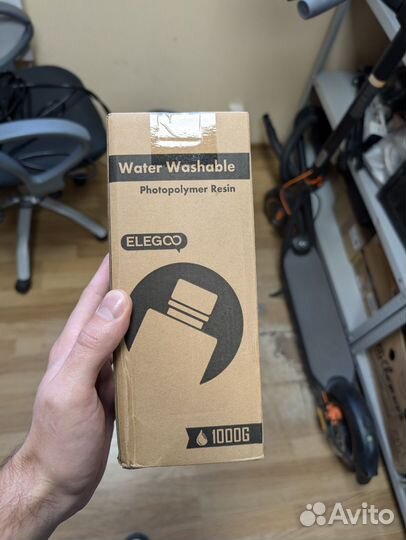 Water Washable
Photopolymer Resin
ELEGOO
1000G
Avito